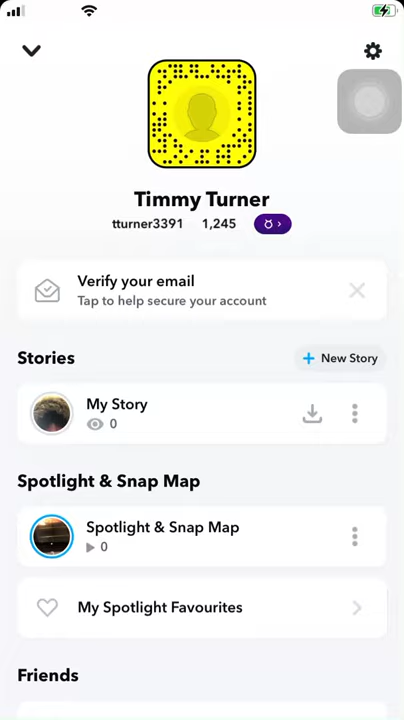 Timmy Turner
tturner3391 1,245
Verify your email
Tap to help secure your account
Stories
+ New Story
My Story
0
Spotlight & Snap Map
Spotlight & Snap Map
0
My Spotlight Favourites
Friends